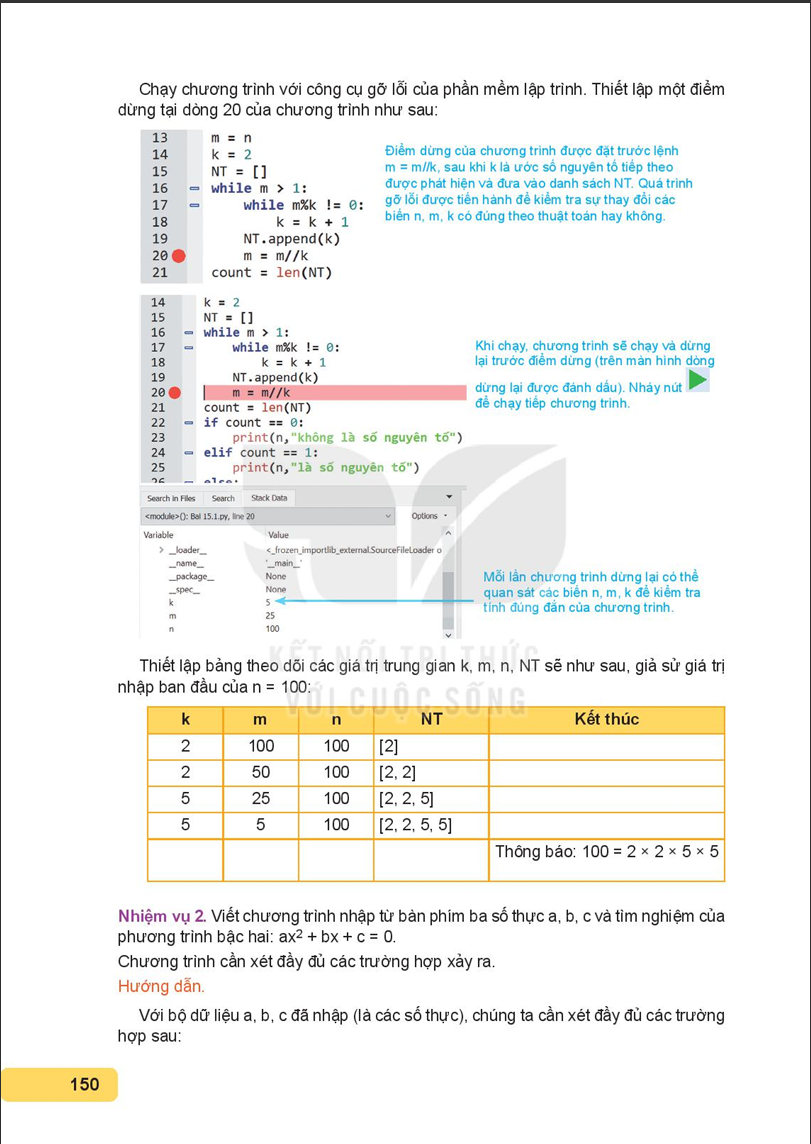 Chạy chương trình với công cụ gỡ lỗi của phần mềm lập trình. Thiết lập một điểm
dừng tại dòng 20 của chương trình như sau:
13 m = n
14 k = 2
15 NT = []
16 while m > 1:
17 while m%k != 0:
18 k = k + 1
19 NT.append(k)
20 m = m//k
21 count = len(NT)
Điểm dừng của chương trình được đặt trước lệnh
m = m//k, sau khi k là ước số nguyên tố tiếp theo
được phát hiện và đưa vào danh sách NT. Quá trình
gỡ lỗi được tiến hành để kiểm tra sự thay đổi các
biến n, m, k có đúng theo thuật toán hay không.
14 k = 2
15 NT = []
16 while m > 1:
17 while m%k != 0:
18 k = k + 1
19 NT.append(k)
20 m = m//k
21 count = len(NT)
22 if count == 0:
23 print(n,"không là số nguyên tố")
24 elif count == 1:
25 print(n,"là số nguyên tố")
26 else:
Khi chạy, chương trình sẽ chạy và dừng
lại trước điểm dừng (trên màn hình dòng
dừng lại được đánh dấu). Nháy nút
để chạy tiếp chương trình.
Search in Files Search Stack Data
<module>(): Bai 15.1.py, line 20 Options
Variable Value
__loader__ <_frozen_importlib_external.SourceFileLoader o
__name__ '__main__'
__package__ None
__spec__ None
k 5
m 25
n 100
Mỗi lần chương trình dừng lại có thể
quan sát các biến n, m, k để kiểm tra
tính đúng đắn của chương trình.
KẾT NỐI TRI THỨC
VỚI CUỘC SỐNG
Thiết lập bảng theo dõi các giá trị trung gian k, m, n, NT sẽ như sau, giả sử giá trị
nhập ban đầu của n = 100:
k m n NT Kết thúc
2 100 100 [2]
2 50 100 [2, 2]
5 25 100 [2, 2, 5]
5 5 100 [2, 2, 5, 5]
Thông báo: 100 = 2 × 2 × 5 × 5
Nhiệm vụ 2. Viết chương trình nhập từ bàn phím ba số thực a, b, c và tìm nghiệm của
phương trình bậc hai: ax² + bx + c = 0.
Chương trình cần xét đầy đủ các trường hợp xảy ra.
Hướng dẫn.
Với bộ dữ liệu a, b, c đã nhập (là các số thực), chúng ta cần xét đầy đủ các trường
hợp sau:
150